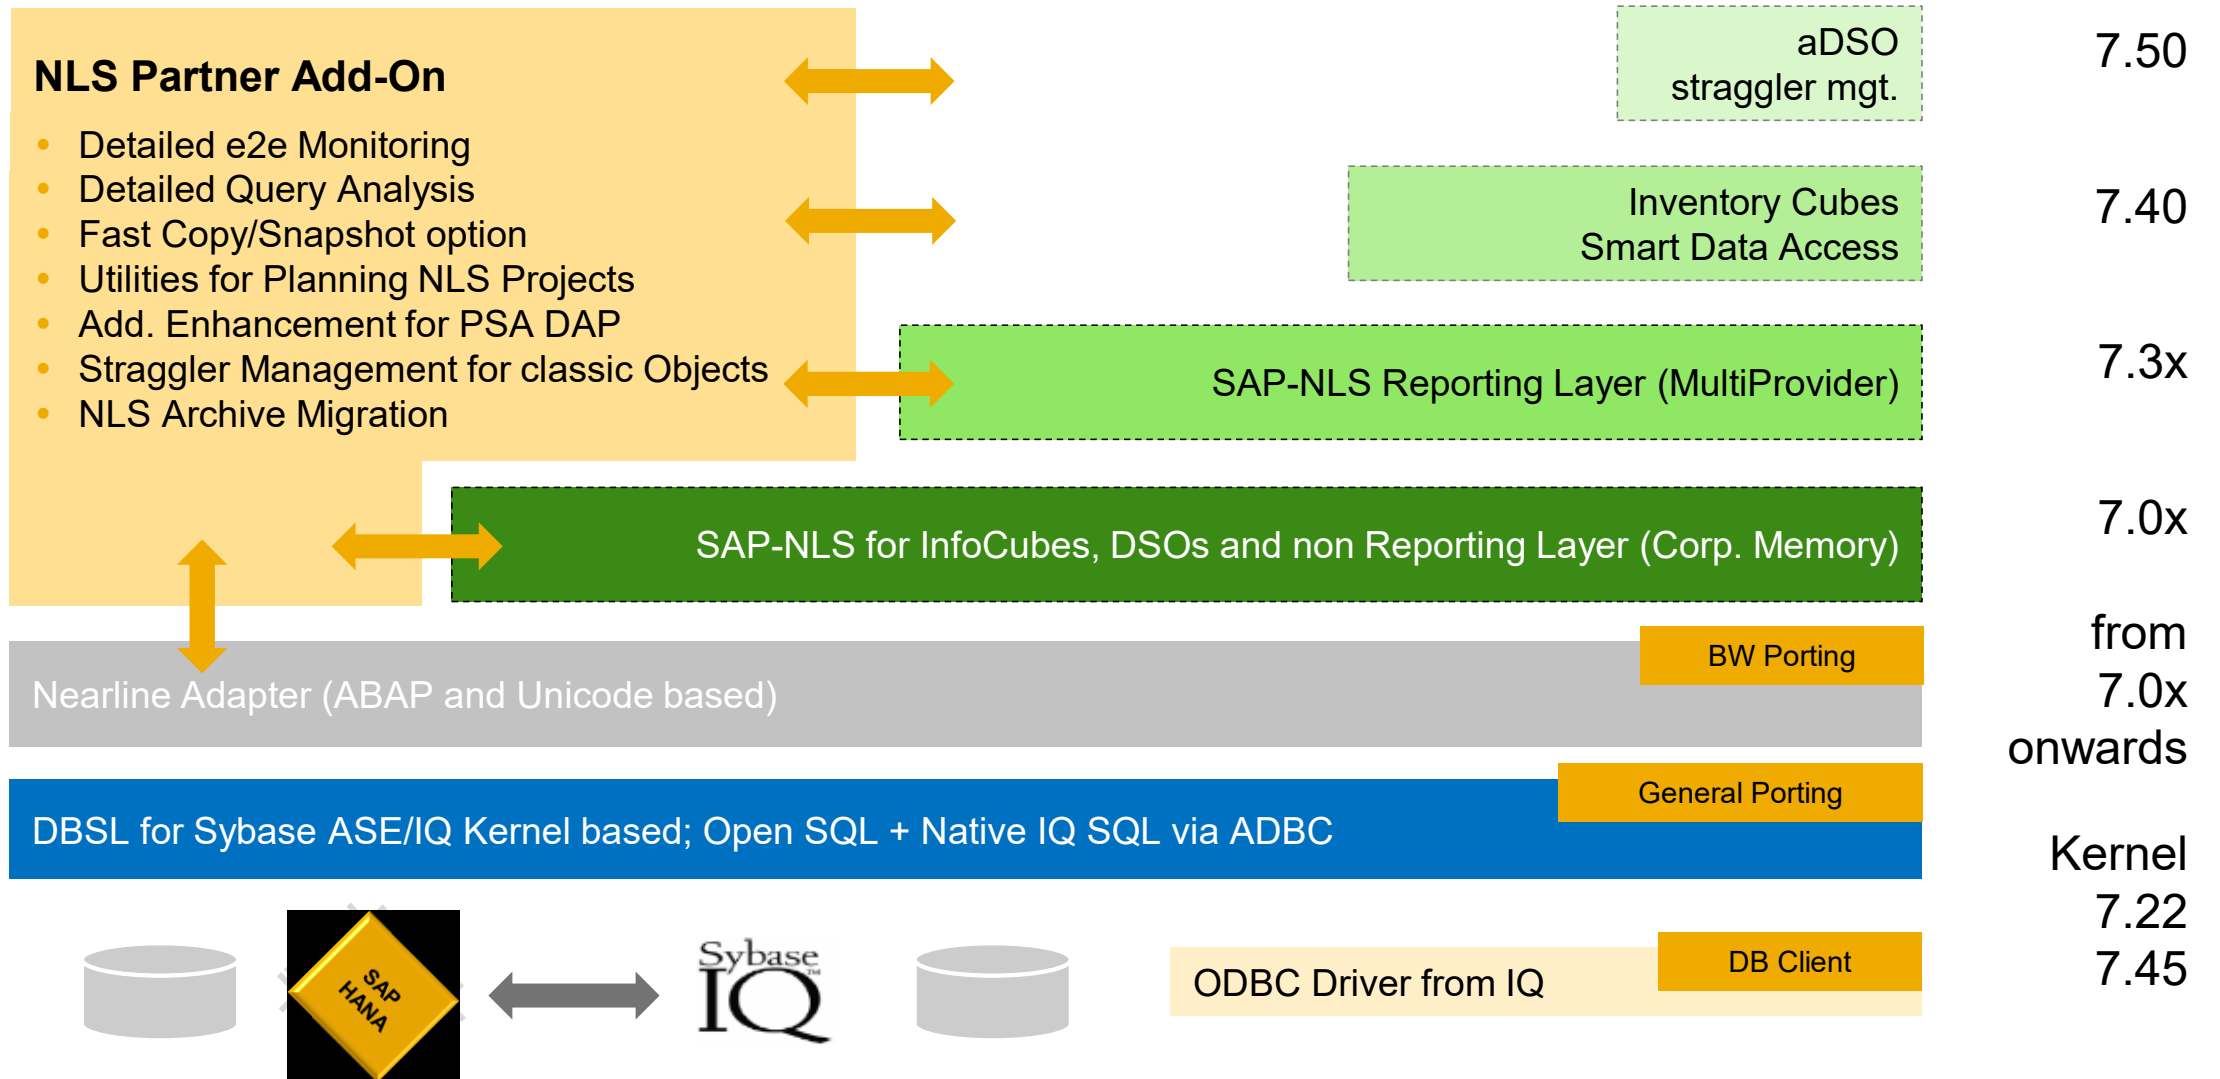 NLS Partner Add-On
• Detailed e2e Monitoring
• Detailed Query Analysis
• Fast Copy/Snapshot option
• Utilities for Planning NLS Projects
• Add. Enhancement for PSA DAP
• Straggler Management for classic Objects
• NLS Archive Migration
aDSO
straggler mgt.
7.50
Inventory Cubes
Smart Data Access
7.40
SAP-NLS Reporting Layer (MultiProvider)
7.3x
SAP-NLS for InfoCubes, DSOs and non Reporting Layer (Corp. Memory)
7.0x
BW Porting
Nearline Adapter (ABAP and Unicode based)
from
7.0x
onwards
General Porting
DBSL for Sybase ASE/IQ Kernel based; Open SQL + Native IQ SQL via ADBC
Kernel
7.22
7.45
SAP
HANA
Sybase
IQ™
DB Client
ODBC Driver from IQ